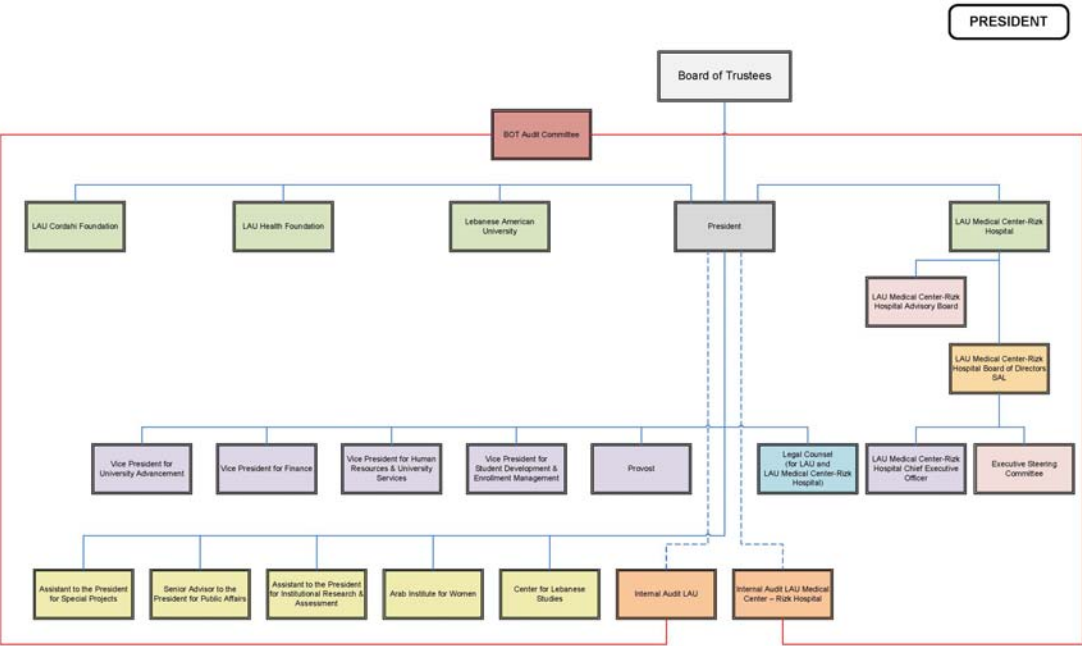 PRESIDENT
Board of Trustees
BOT Audit Committee
LAU Cordahi Foundation
LAU Health Foundation
Lebanese American
University
President
LAU Medical Center-Rizk
Hospital
LAU Medical Center-Rizk
Hospital Advisory Board
LAU Medical Center-Rizk
Hospital Board of Directors
SAL
Vice President for
University Advancement
Vice President for Finance
Vice President for Human
Resources & University
Services
Vice President for
Student Development &
Enrollment Management
Provost
Legal Counsel
(for LAU and
LAU Medical Center-Rizk
Hospital)
LAU Medical Center-Rizk
Hospital Chief Executive
Officer
Executive Steering
Committee
Assistant to the President
for Special Projects
Senior Advisor to the
President for Public Affairs
Assistant to the President
for Institutional Research &
Assessment
Arab Institute for Women
Center for Lebanese
Studies
Internal Audit LAU
Internal Audit LAU Medical
Center – Rizk Hospital